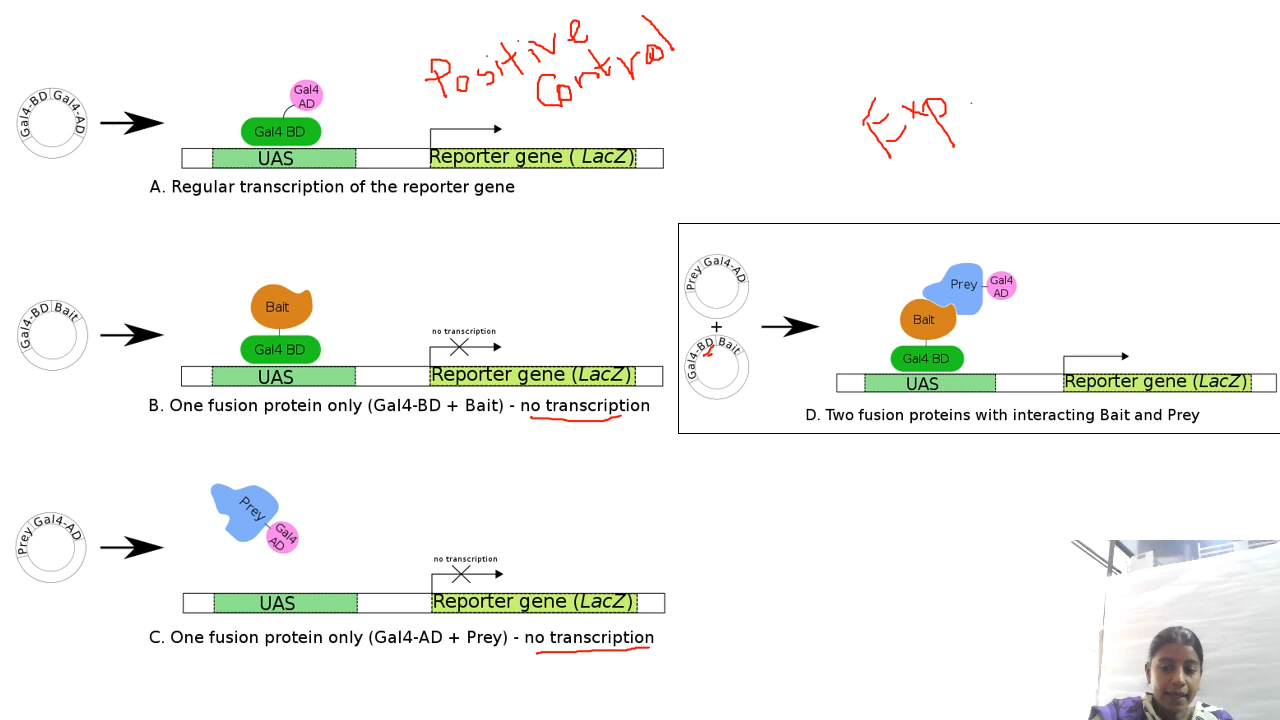 Positive
Control
Exp
Gal4-BD Gal4-AD
Gal4
AD
Gal4 BD
UAS
Reporter gene ( LacZ)
A. Regular transcription of the reporter gene
Gal4-BD Bait
Bait
Gal4 BD
no transcription
UAS
Reporter gene (LacZ)
B. One fusion protein only (Gal4-BD + Bait) - no transcription
Prey Gal4-AD
Prey
Gal4
AD
no transcription
UAS
Reporter gene (LacZ)
C. One fusion protein only (Gal4-AD + Prey) - no transcription
Prey Gal4-AD
+
Gal4-BD Bait
Prey
Gal4
AD
Bait
Gal4 BD
UAS
Reporter gene (LacZ)
D. Two fusion proteins with interacting Bait and Prey